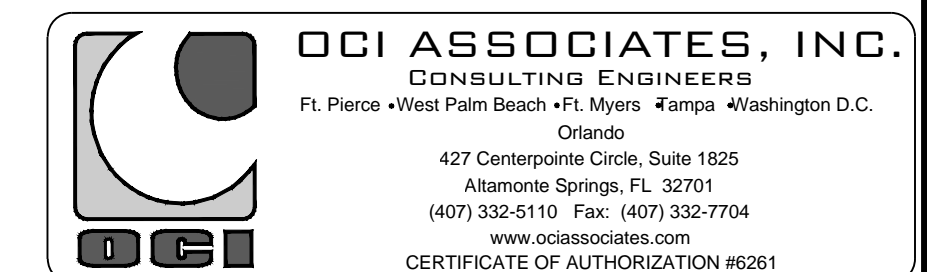 OCI ASSOCIATES, INC.
CONSULTING ENGINEERS
Ft. Pierce • West Palm Beach • Ft. Myers • Tampa • Washington D.C.
Orlando
427 Centerpointe Circle, Suite 1825
Altamonte Springs, FL 32701
(407) 332-5110 Fax: (407) 332-7704
www.ociassociates.com
CERTIFICATE OF AUTHORIZATION #6261
OCI